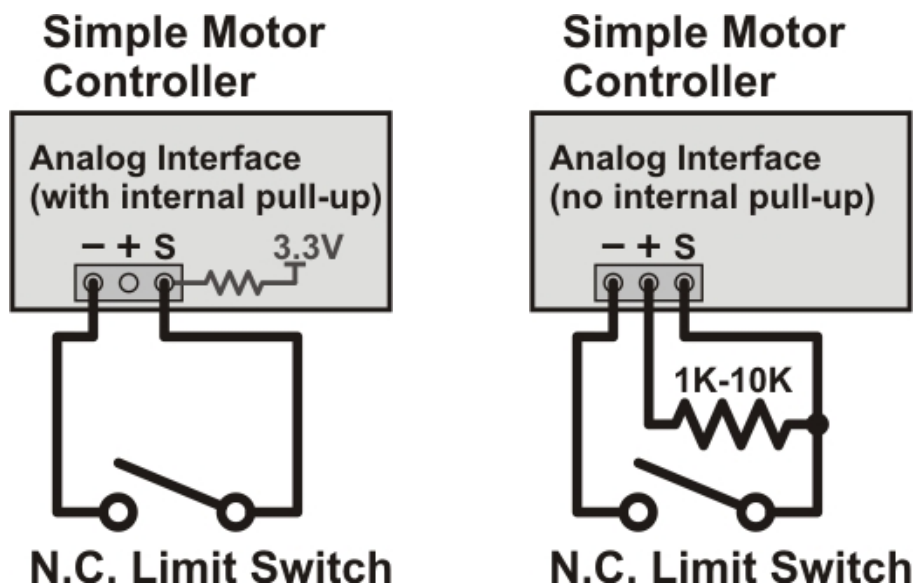 Simple Motor
Controller
Analog Interface
(with internal pull-up)
− + S
3.3V
N.C. Limit Switch
Simple Motor
Controller
Analog Interface
(no internal pull-up)
− + S
1K-10K
N.C. Limit Switch